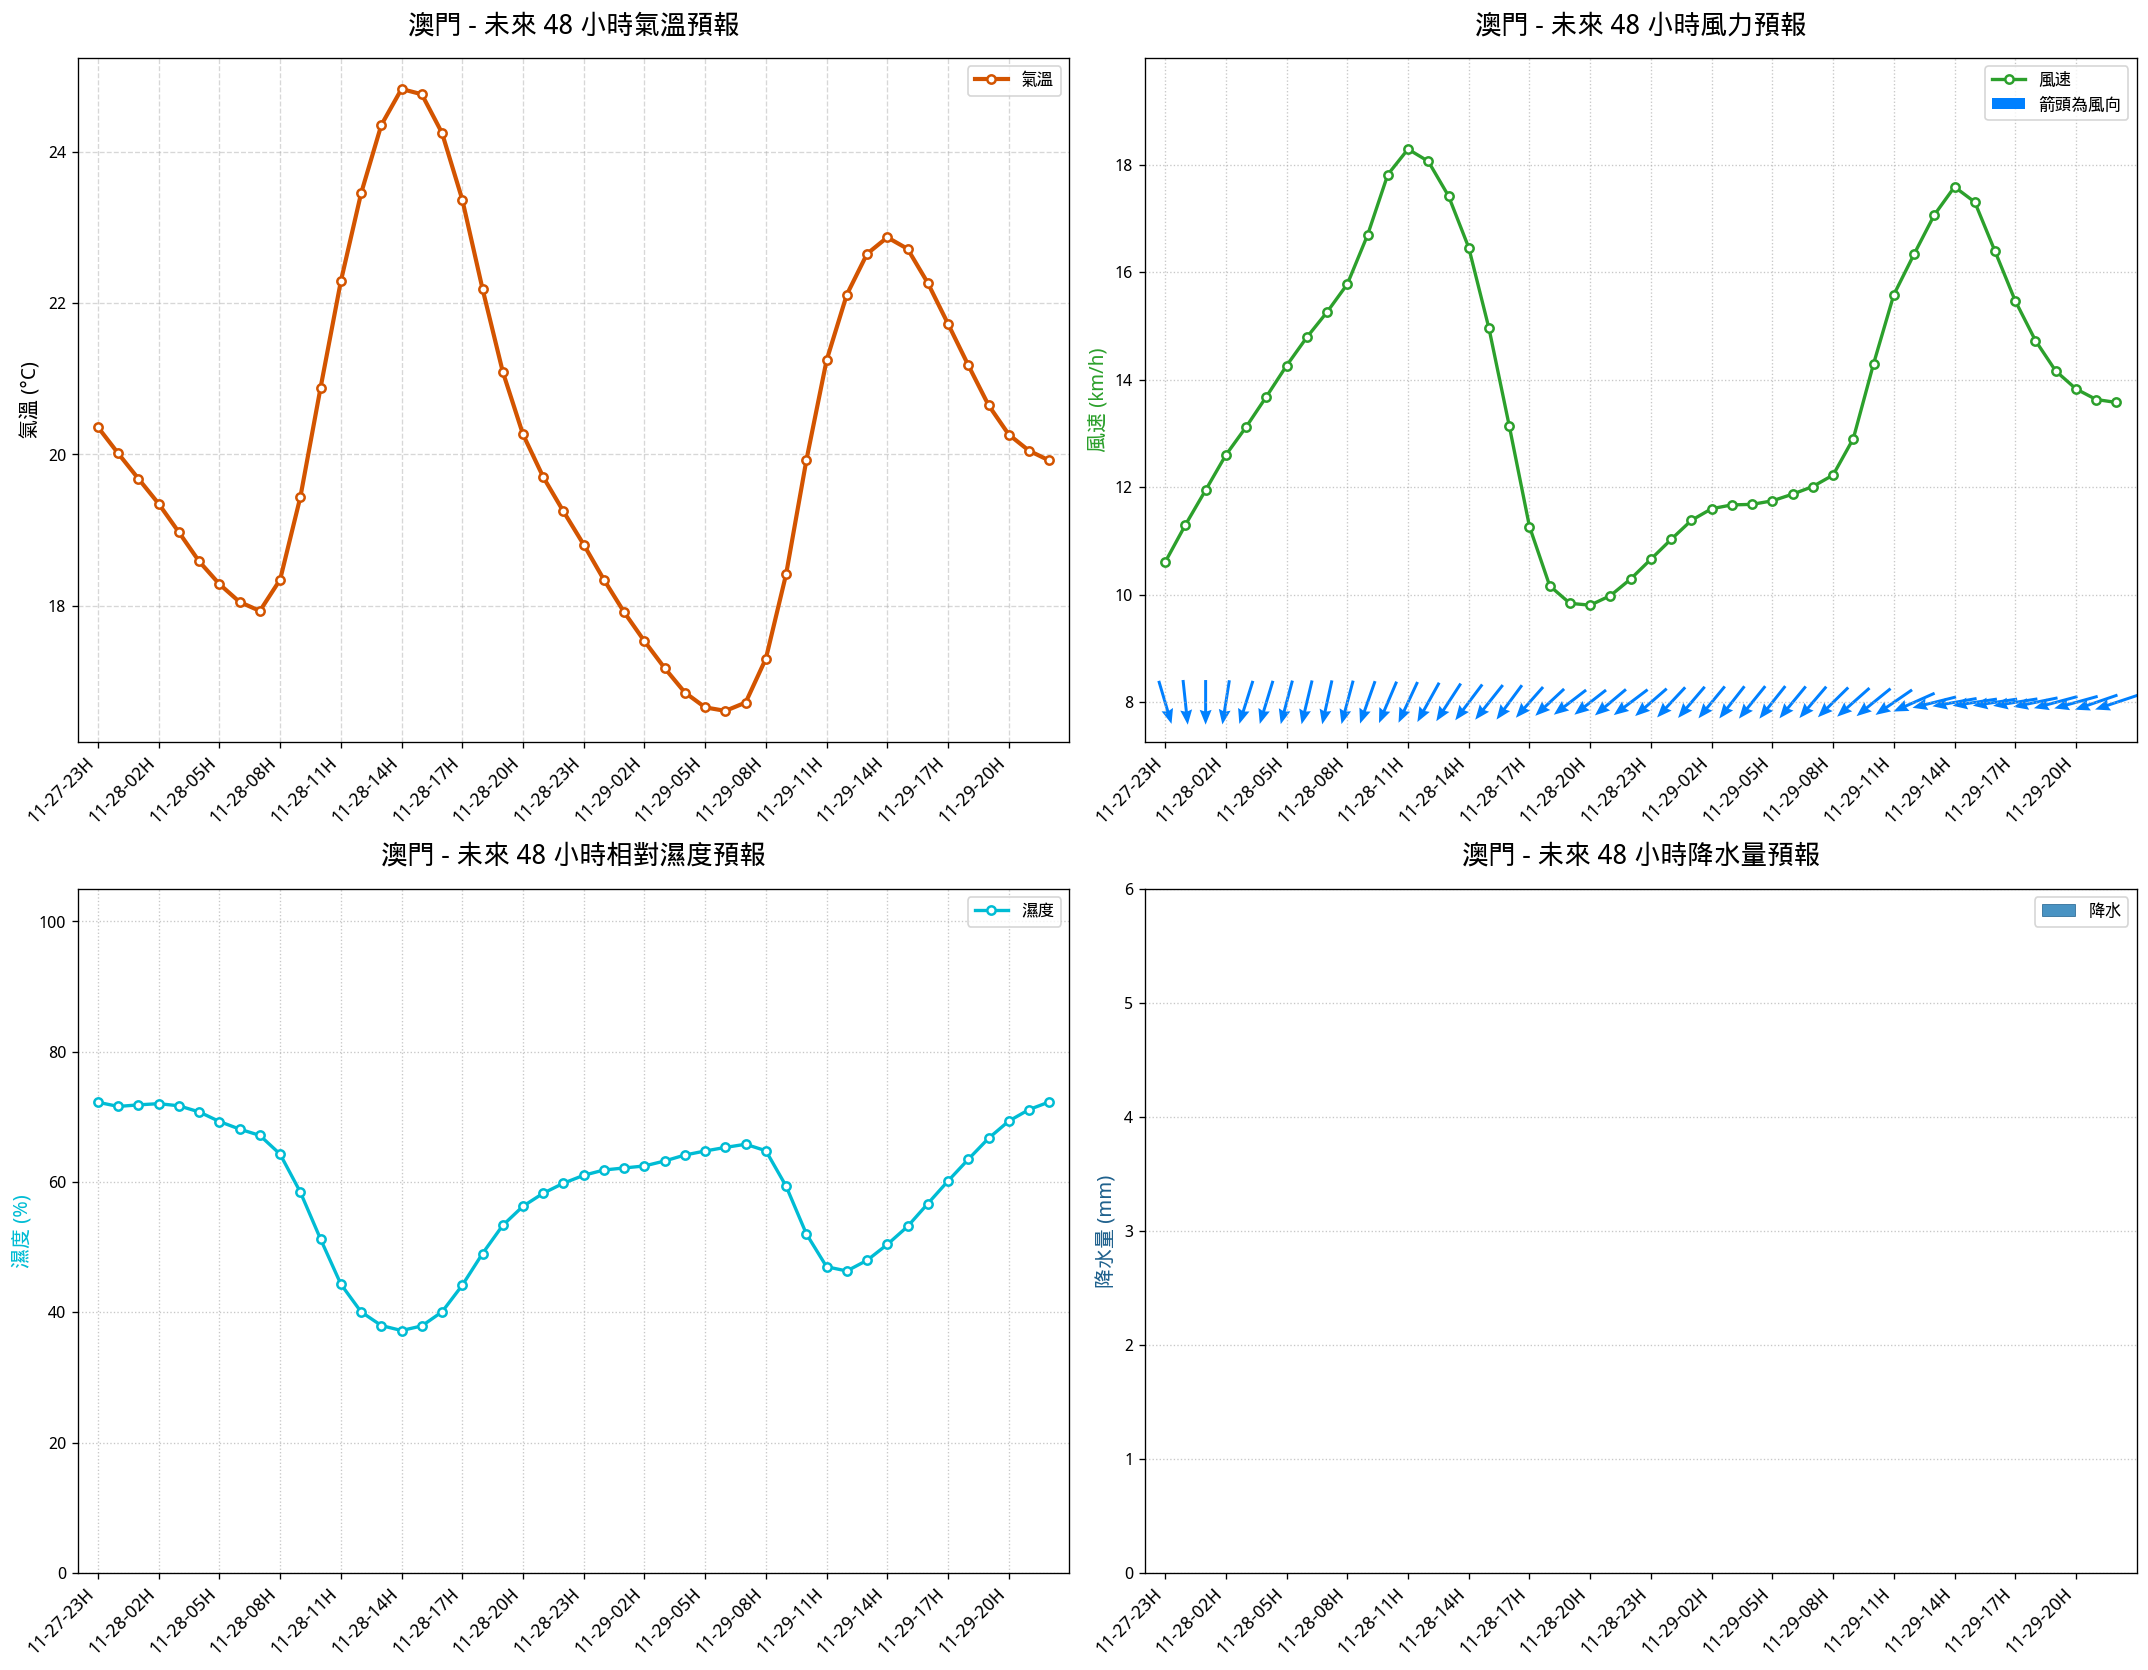 澳門 - 未來 48 小時氣溫預報
氣溫
氣溫 (°C)
24
22
20
18
11-27-23H
11-28-02H
11-28-05H
11-28-08H
11-28-11H
11-28-14H
11-28-17H
11-28-20H
11-28-23H
11-29-02H
11-29-05H
11-29-08H
11-29-11H
11-29-14H
11-29-17H
11-29-20H
澳門 - 未來 48 小時風力預報
風速
箭頭為風向
風速 (km/h)
18
16
14
12
10
8
11-27-23H
11-28-02H
11-28-05H
11-28-08H
11-28-11H
11-28-14H
11-28-17H
11-28-20H
11-28-23H
11-29-02H
11-29-05H
11-29-08H
11-29-11H
11-29-14H
11-29-17H
11-29-20H
澳門 - 未來 48 小時相對濕度預報
濕度
濕度 (%)
100
80
60
40
20
0
11-27-23H
11-28-02H
11-28-05H
11-28-08H
11-28-11H
11-28-14H
11-28-17H
11-28-20H
11-28-23H
11-29-02H
11-29-05H
11-29-08H
11-29-11H
11-29-14H
11-29-17H
11-29-20H
澳門 - 未來 48 小時降水量預報
降水
降水量 (mm)
6
5
4
3
2
1
0
11-27-23H
11-28-02H
11-28-05H
11-28-08H
11-28-11H
11-28-14H
11-28-17H
11-28-20H
11-28-23H
11-29-02H
11-29-05H
11-29-08H
11-29-11H
11-29-14H
11-29-17H
11-29-20H